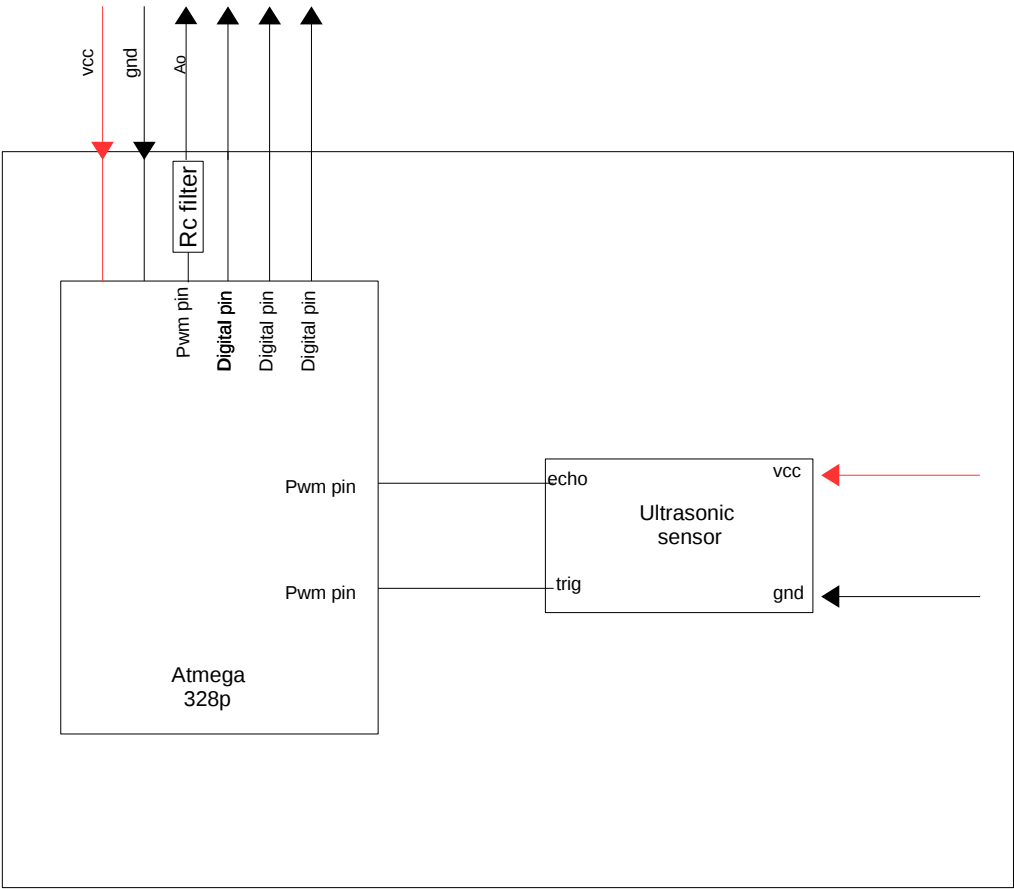 vcc
gnd
Ao
Rc filter
Pwm pin
Digital pin
Digital pin
Digital pin
Pwm pin
echo
vcc
Ultrasonic
sensor
Pwm pin
trig
gnd
Atmega
328p